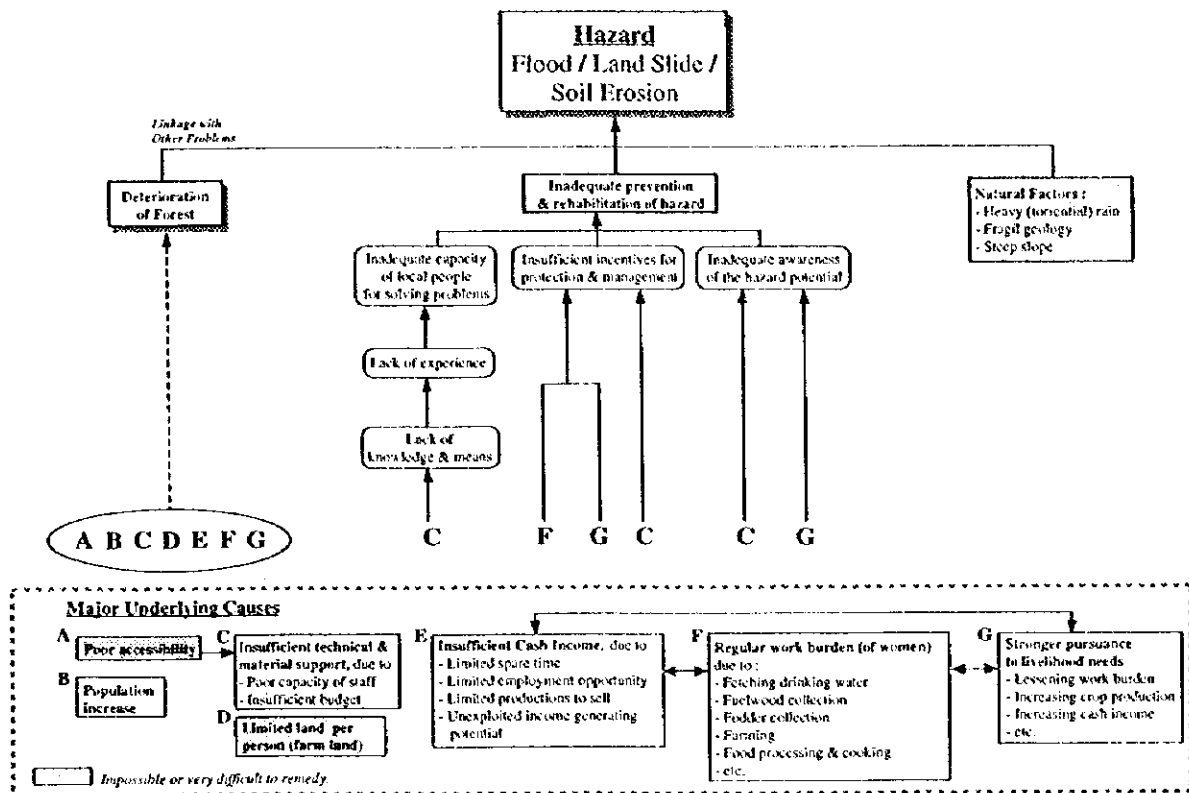 Hazard
Flood / Land Slide /
Soil Erosion
Linkage with
Other Problems
Deterioration
of Forest
Inadequate prevention
& rehabilitation of hazard
Natural Factors :
- Heavy (torential) rain
- Fragil geology
- Steep slope
Inadequate capacity
of local people
for solving problems
Insufficient incentives for
protection & management
Inadequate awareness
of the hazard potential
Lack of experience
Lack of
knowledge & means
A B C D E F G
C
F
G
C
C
G
Major Underlying Causes
A
Poor accessibility
B
Population
increase
C
Insufficient technical &
material support, due to
- Poor capacity of staff
- Insufficient budget
D
Limited land per
person (farm land)
E
Insufficient Cash Income, due to
- Limited spare time
- Limited employment opportunity
- Limited productions to sell
- Unexploited income generating
potential
F
Regular work burden (of women)
due to :
- Fetching drinking water
- Fuelwood collection
- Fodder collection
- Farming
- Food processing & cooking
- etc.
G
Stronger pursuance
to livelihood needs
- Lessening work burden
- Increasing crop production
- Increasing cash income
- etc.
Impossible or very difficult to remedy.